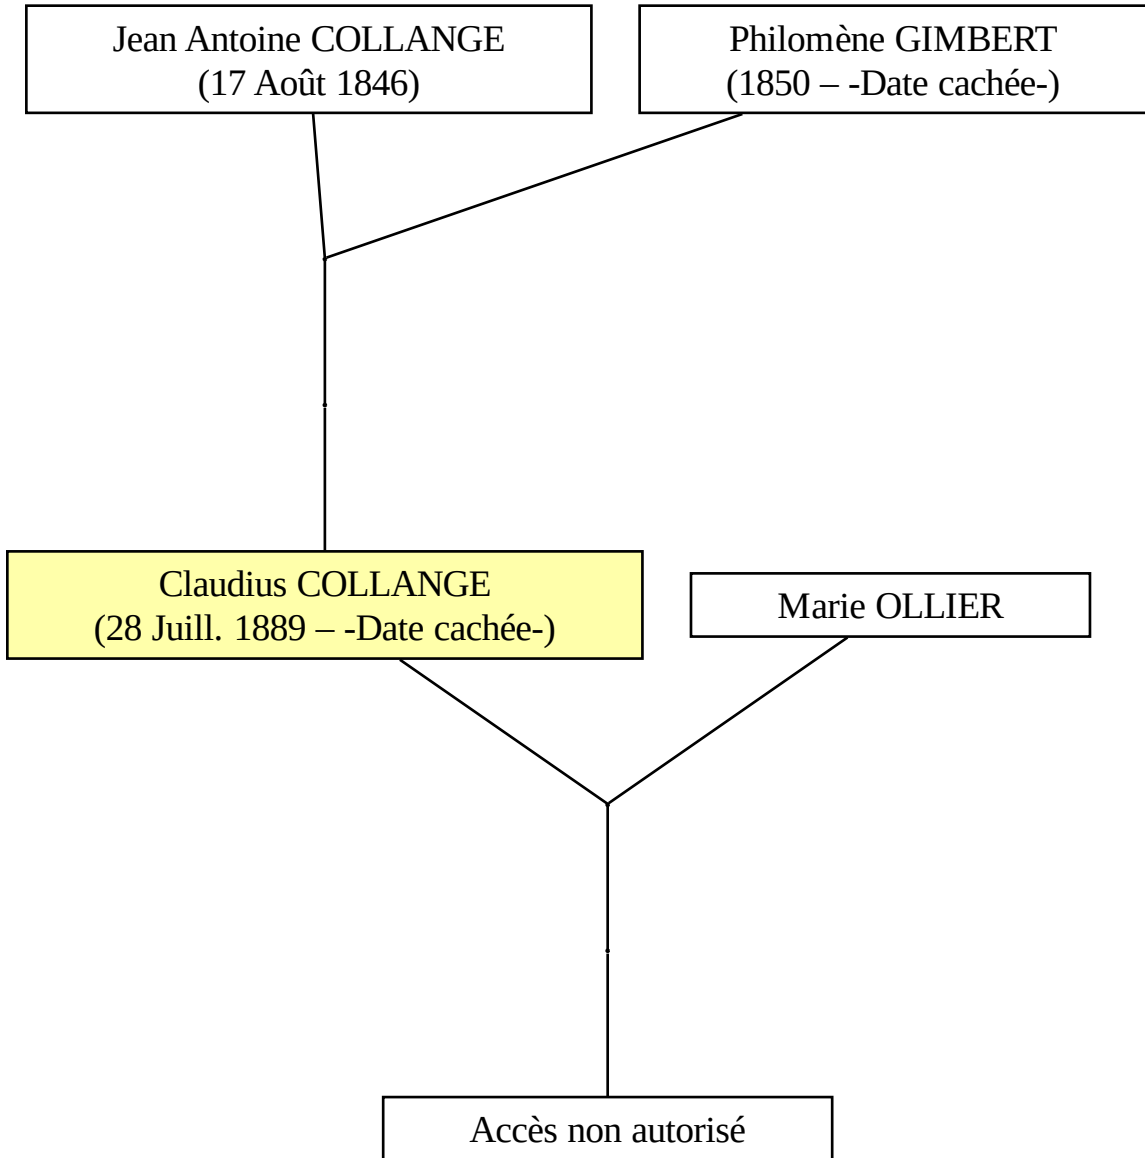 Jean Antoine COLLANGE
(17 Août 1846)
Philomène GIMBERT
(1850 – -Date cachée-)
Claudius COLLANGE
(28 Juill. 1889 – -Date cachée-)
Marie OLLIER
Accès non autorisé